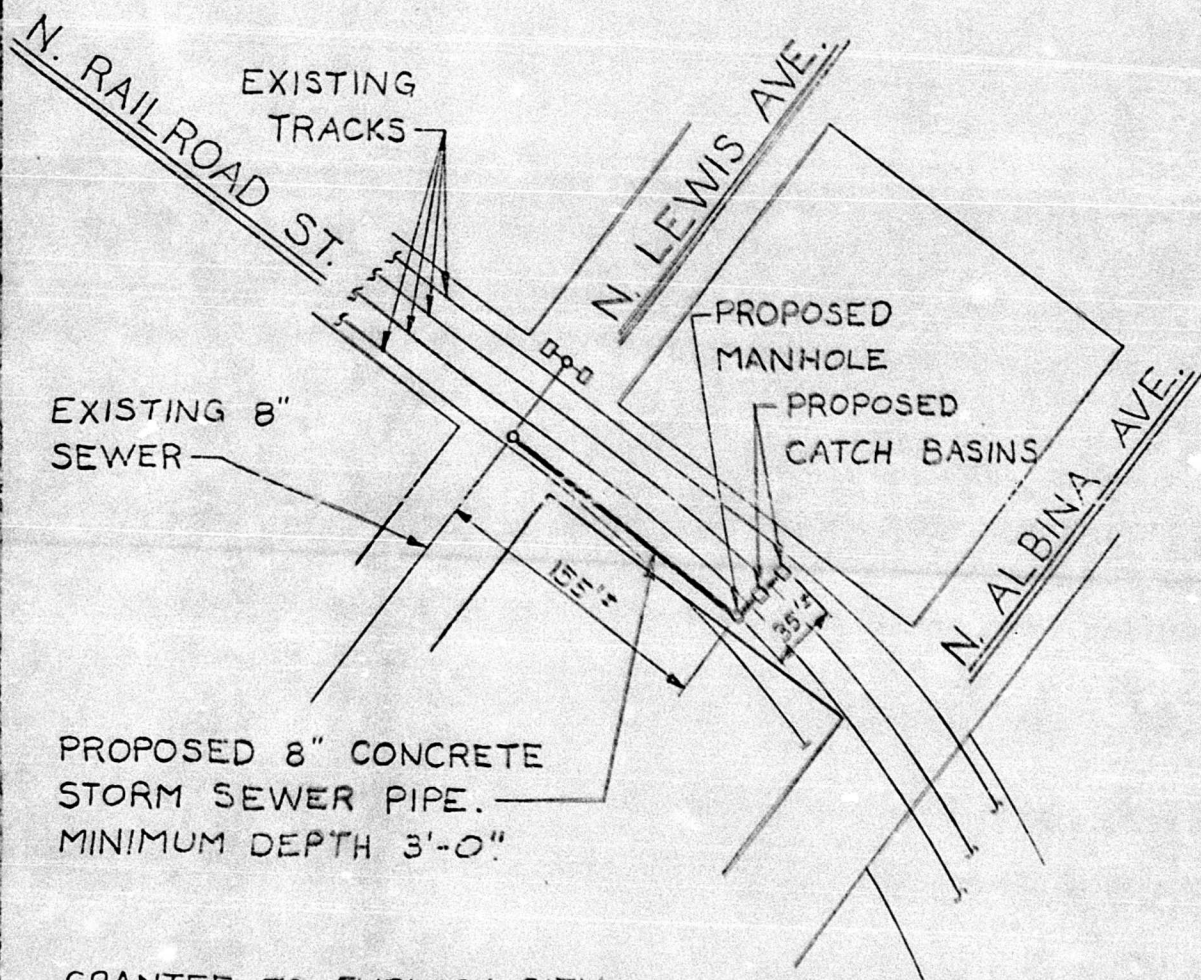 N. RAILROAD ST.
EXISTING
TRACKS
N. LEWIS AVE.
PROPOSED
MANHOLE
PROPOSED
CATCH BASINS
EXISTING 8"
SEWER
N. ALBINA AVE.
155'±
35'±
PROPOSED 8" CONCRETE
STORM SEWER PIPE.
MINIMUM DEPTH 3'-0".